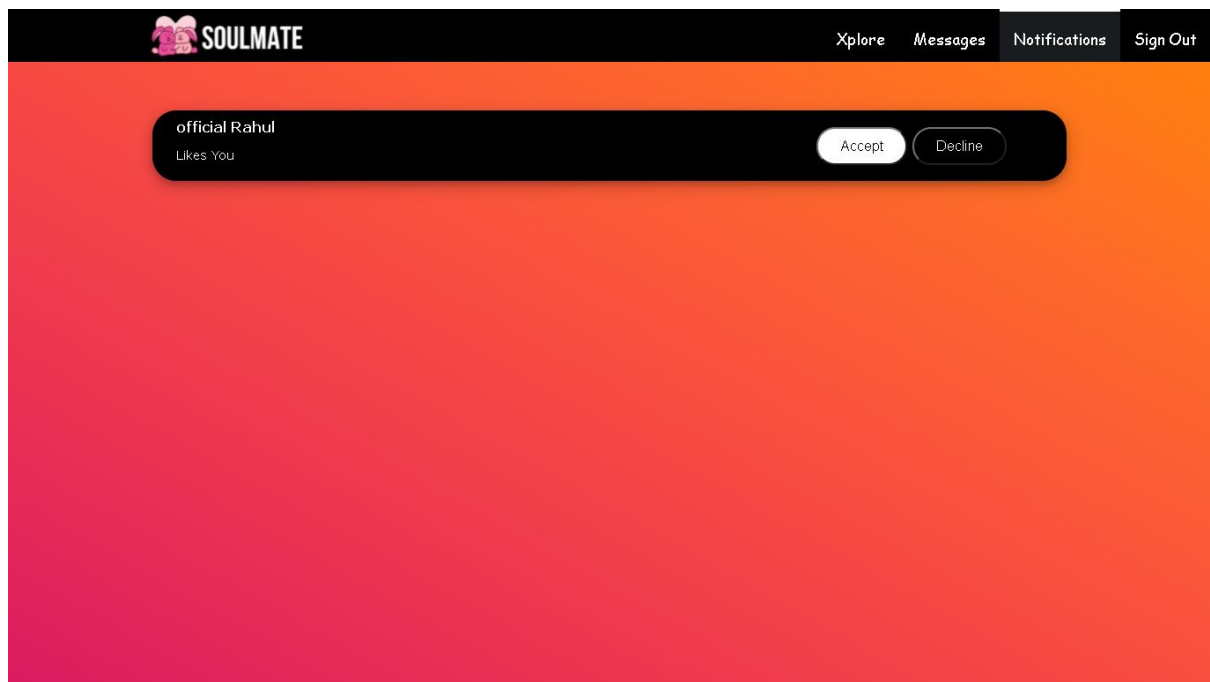 SOULMATE
Xplore Messages Notifications Sign Out
official Rahul
Likes You
Accept Decline